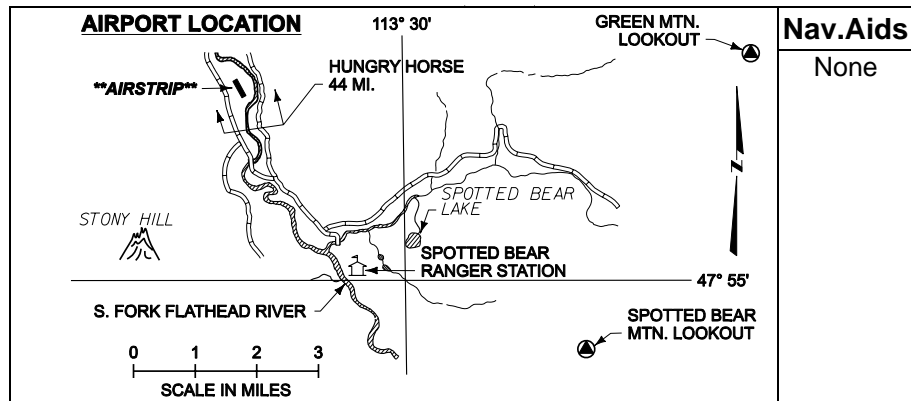 AIRPORT LOCATION
113° 30'
GREEN MTN.
LOOKOUT
Nav.Aids
None
**AIRSTRIP**
HUNGRY HORSE
44 MI.
N
STONY HILL
SPOTTED BEAR
LAKE
SPOTTED BEAR
RANGER STATION
47° 55'
S. FORK FLATHEAD RIVER
SPOTTED BEAR
MTN. LOOKOUT
0 1 2 3
SCALE IN MILES